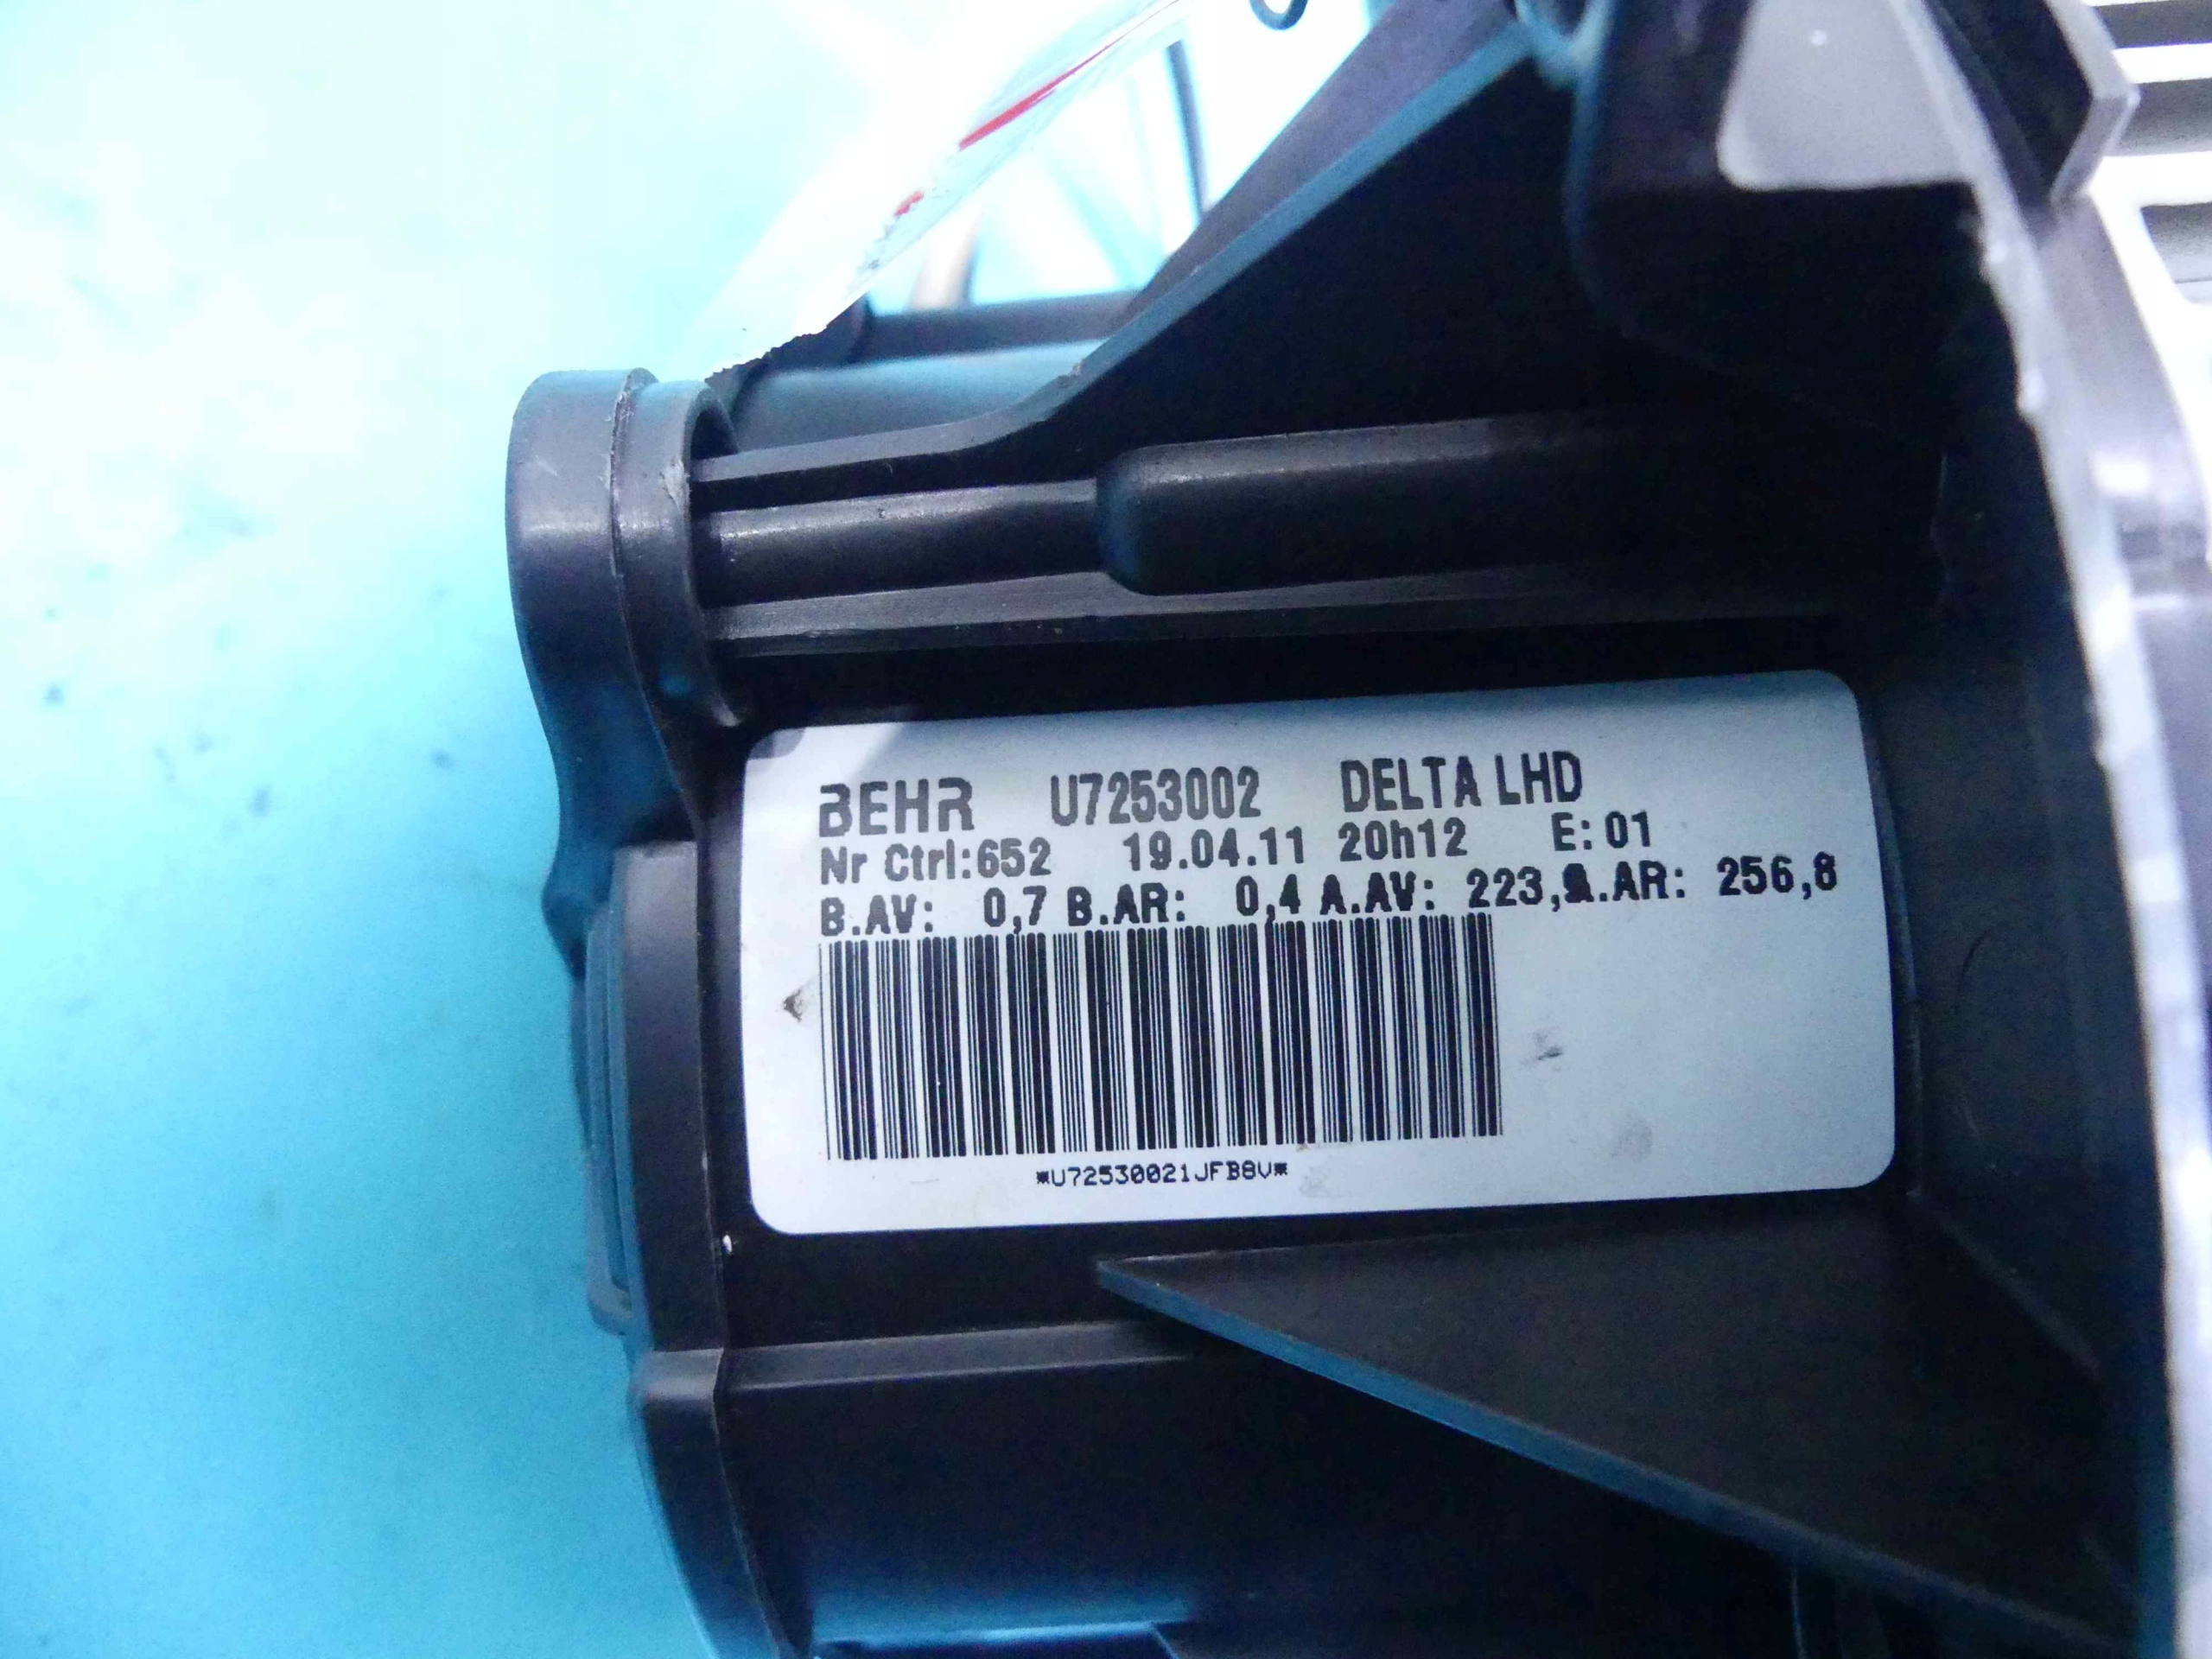 BEHR U7253002 DELTA LHD
Nr Ctrl:652 19.04.11 20h12 E: 01
B.AV: 0,7 B.AR: 0,4 A.AV: 223, .AR: 256,8
*U72530021JFB8V*